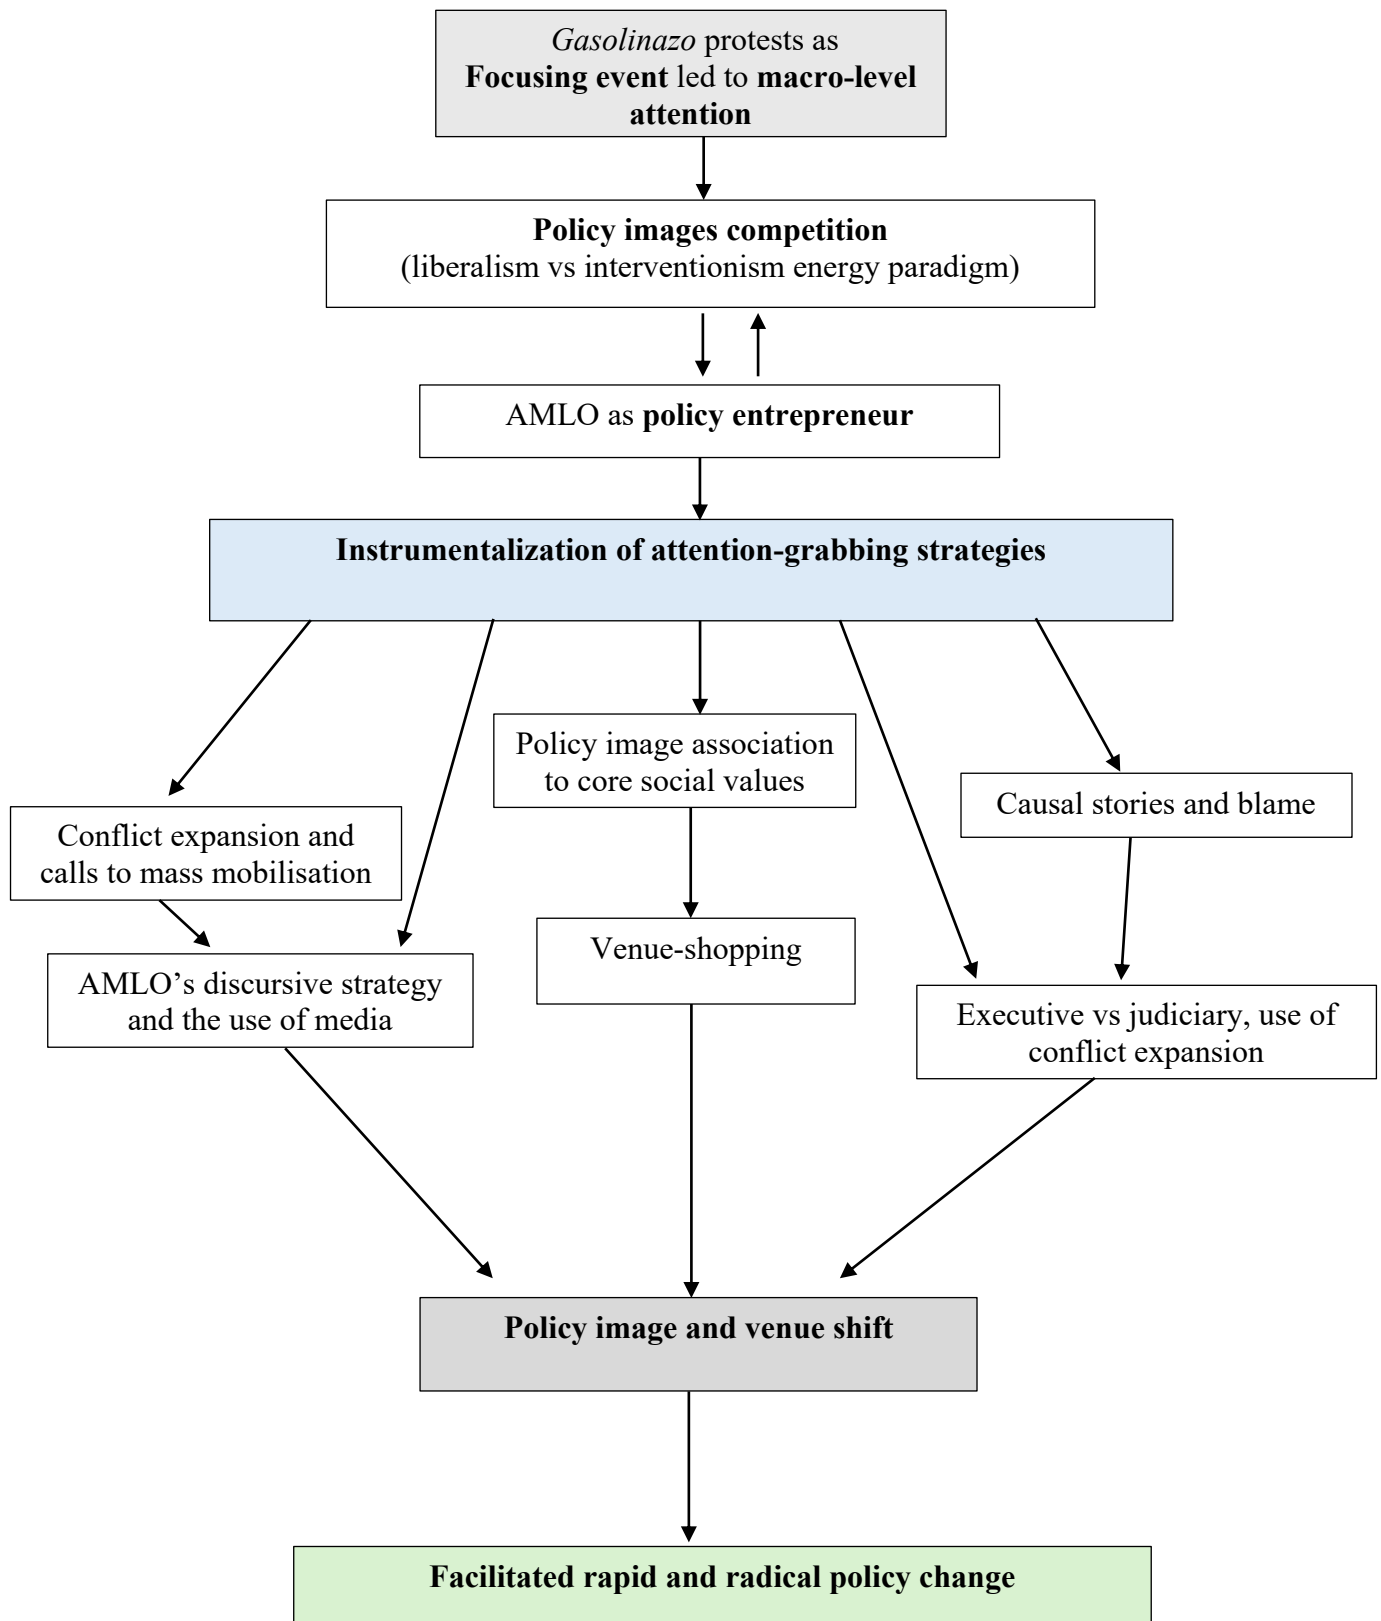 Gasolinazo protests as
Focusing event led to macro-level
attention
Policy images competition
(liberalism vs interventionism energy paradigm)
AMLO as policy entrepreneur
Instrumentalization of attention-grabbing strategies
Policy image association
to core social values
Causal stories and blame
Conflict expansion and
calls to mass mobilisation
Venue-shopping
AMLO’s discursive strategy
and the use of media
Executive vs judiciary, use of
conflict expansion
Policy image and venue shift
Facilitated rapid and radical policy change